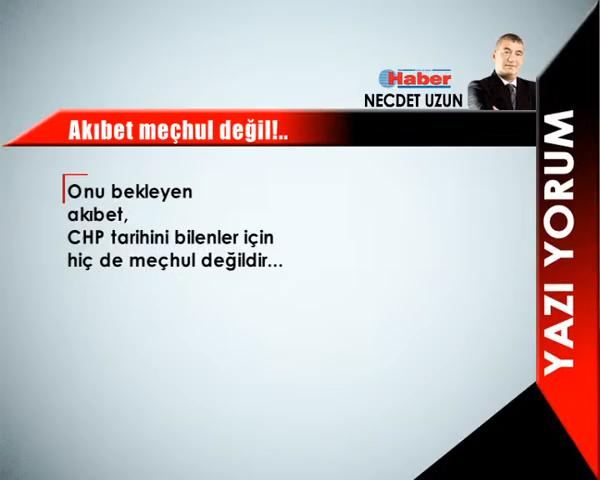 Haber
NECDET UZUN
Akıbet meçhul değil!..
Onu bekleyen
akıbet,
CHP tarihini bilenler için
hiç de meçhul değildir...
YAZI YORUM